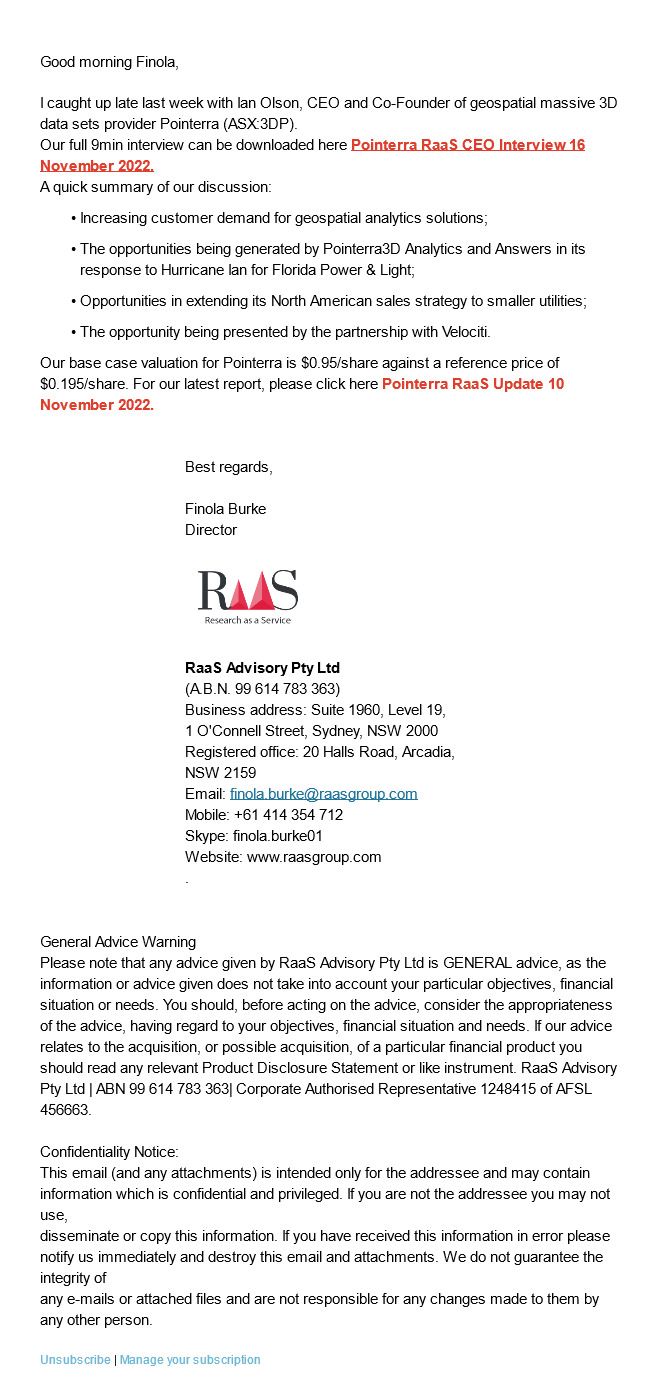 Good morning Finola,
I caught up late last week with Ian Olson, CEO and Co-Founder of geospatial massive 3D
data sets provider Pointerra (ASX:3DP).
Our full 9min interview can be downloaded here Pointerra RaaS CEO Interview 16
November 2022.
A quick summary of our discussion:
• Increasing customer demand for geospatial analytics solutions;
• The opportunities being generated by Pointerra3D Analytics and Answers in its
response to Hurricane Ian for Florida Power & Light;
• Opportunities in extending its North American sales strategy to smaller utilities;
• The opportunity being presented by the partnership with Velociti.
Our base case valuation for Pointerra is $0.95/share against a reference price of
$0.195/share. For our latest report, please click here Pointerra RaaS Update 10
November 2022.
Best regards,
Finola Burke
Director
RaaS
Research as a Service
RaaS Advisory Pty Ltd
(A.B.N. 99 614 783 363)
Business address: Suite 1960, Level 19,
1 O'Connell Street, Sydney, NSW 2000
Registered office: 20 Halls Road, Arcadia,
NSW 2159
Email: finola.burke@raasgroup.com
Mobile: +61 414 354 712
Skype: finola.burke01
Website: www.raasgroup.com
.
General Advice Warning
Please note that any advice given by RaaS Advisory Pty Ltd is GENERAL advice, as the
information or advice given does not take into account your particular objectives, financial
situation or needs. You should, before acting on the advice, consider the appropriateness
of the advice, having regard to your objectives, financial situation and needs. If our advice
relates to the acquisition, or possible acquisition, of a particular financial product you
should read any relevant Product Disclosure Statement or like instrument. RaaS Advisory
Pty Ltd | ABN 99 614 783 363| Corporate Authorised Representative 1248415 of AFSL
456663.
Confidentiality Notice:
This email (and any attachments) is intended only for the addressee and may contain
information which is confidential and privileged. If you are not the addressee you may not
use,
disseminate or copy this information. If you have received this information in error please
notify us immediately and destroy this email and attachments. We do not guarantee the
integrity of
any e-mails or attached files and are not responsible for any changes made to them by
any other person.
Unsubscribe | Manage your subscription